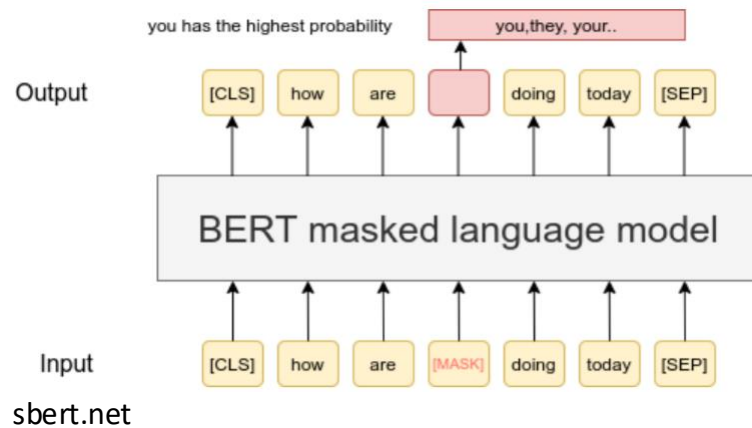 you has the highest probability you,they, your..
Output [CLS] how are doing today [SEP]
BERT masked language model
Input [CLS] how are [MASK] doing today [SEP]
sbert.net